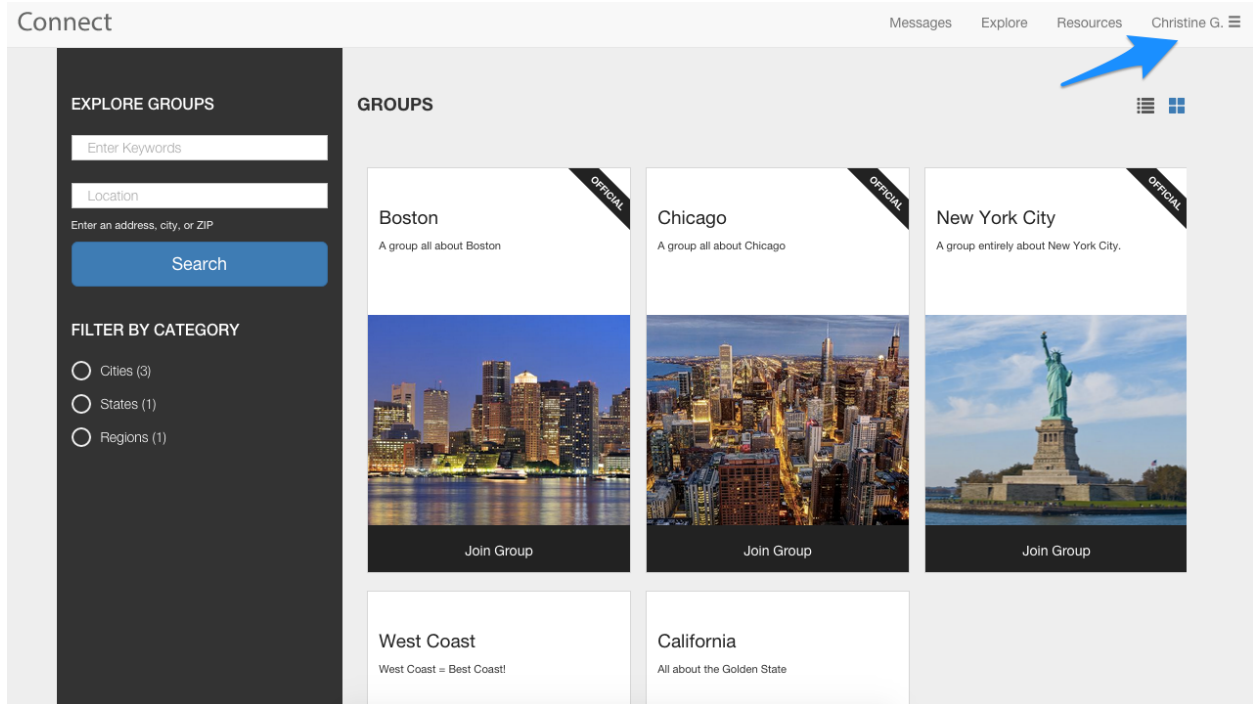 Connect
Messages Explore Resources Christine G.
EXPLORE GROUPS
Enter Keywords
Location
Enter an address, city, or ZIP
Search
FILTER BY CATEGORY
Cities (3)
States (1)
Regions (1)
GROUPS
OFFICIAL
Boston
A group all about Boston
Join Group
OFFICIAL
Chicago
A group all about Chicago
Join Group
OFFICIAL
New York City
A group entirely about New York City.
Join Group
West Coast
West Coast = Best Coast!
California
All about the Golden State